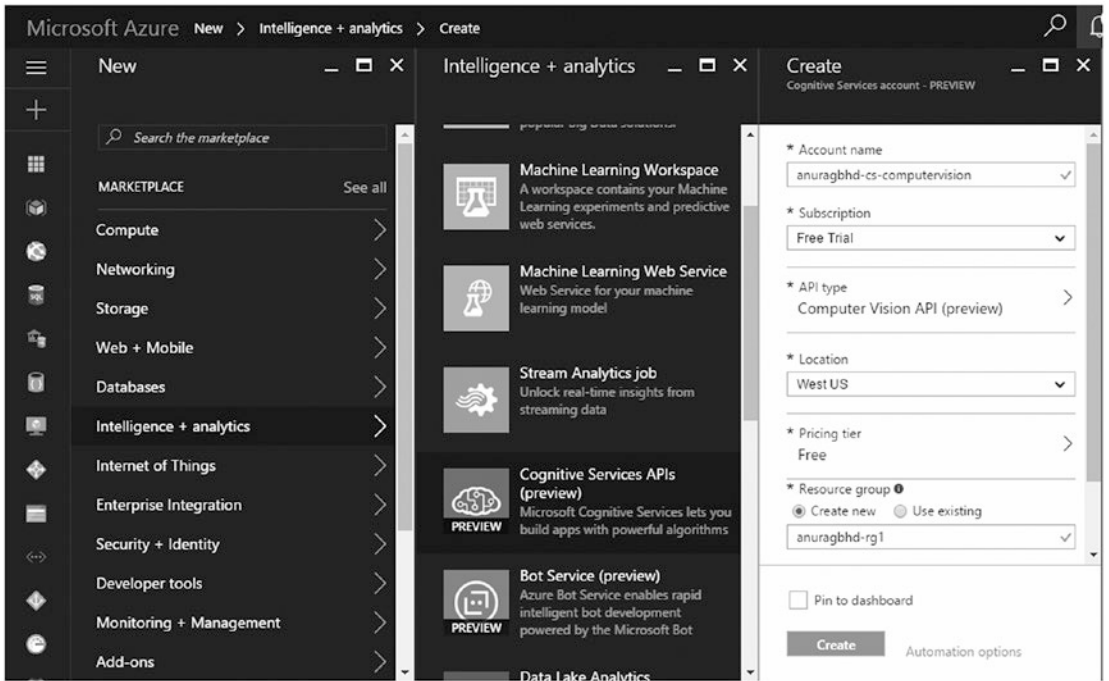 Microsoft Azure New > Intelligence + analytics > Create
New
Search the marketplace
MARKETPLACE See all
Compute
Networking
Storage
Web + Mobile
Databases
Intelligence + analytics
Internet of Things
Enterprise Integration
Security + Identity
Developer tools
Monitoring + Management
Add-ons
Intelligence + analytics
popular Big Data solutions.
Machine Learning Workspace
A workspace contains your Machine
Learning experiments and predictive
web services.
Machine Learning Web Service
Web Service for your machine
learning model
Stream Analytics job
Unlock real-time insights from
streaming data
Cognitive Services APIs
(preview)
Microsoft Cognitive Services lets you
build apps with powerful algorithms
PREVIEW
Bot Service (preview)
Azure Bot Service enables rapid
intelligent bot development
powered by the Microsoft Bot
PREVIEW
Data Lake Analytics
Create
Cognitive Services account - PREVIEW
* Account name
anuragbhd-cs-computervision
* Subscription
Free Trial
* API type
Computer Vision API (preview)
* Location
West US
* Pricing tier
Free
* Resource group
Create new Use existing
anuragbhd-rg1
Pin to dashboard
Create Automation options